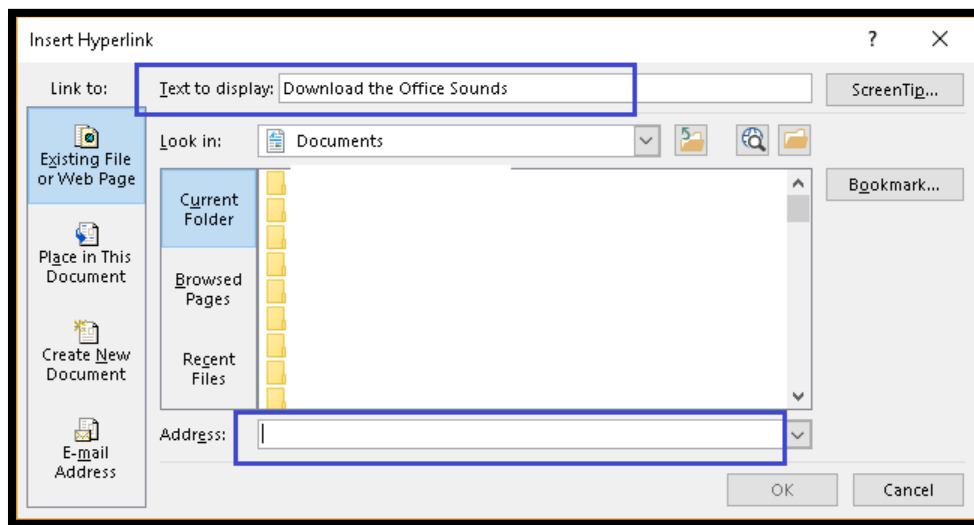 Insert Hyperlink
?
Link to:
Text to display: Download the Office Sounds
ScreenTip...
Existing File
or Web Page
Look in: Documents
Current
Folder
Bookmark...
Place in This
Document
Browsed
Pages
Create New
Document
Recent
Files
Address:
E-mail
Address
OK
Cancel